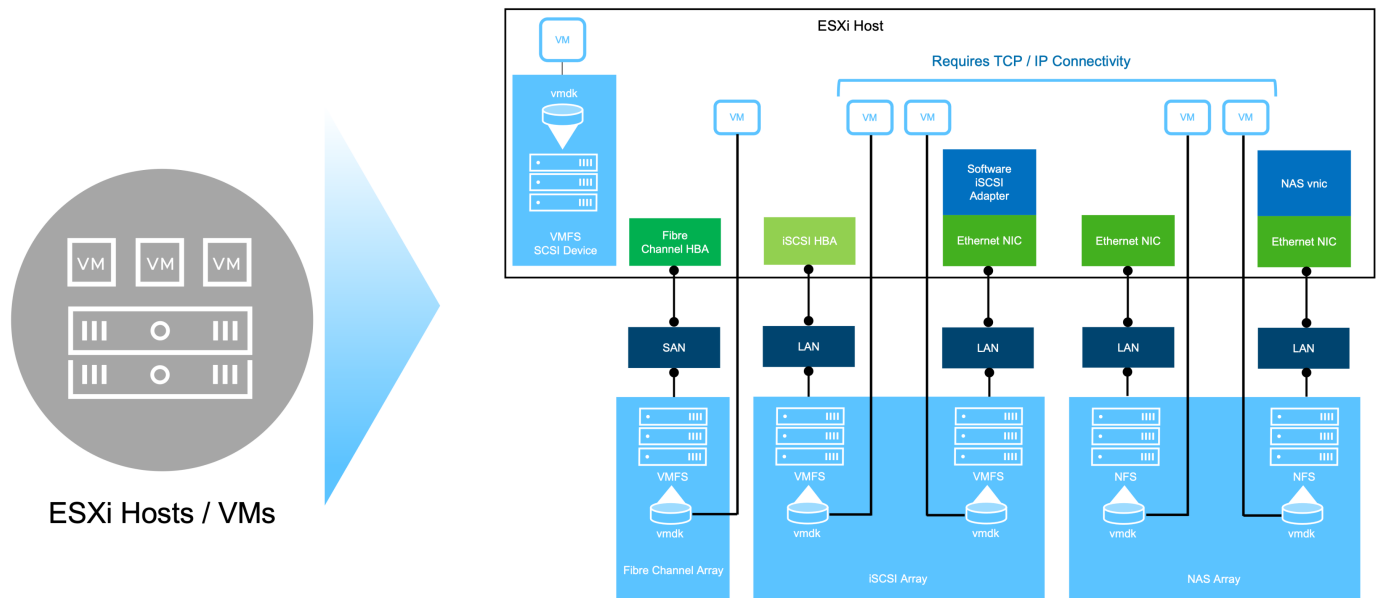 ESXi Host
VM
Requires TCP / IP Connectivity
vmdk
VM
VM
VM
VM
VM
Software
iSCSI
Adapter
NAS vnic
VMFS
SCSI Device
Fibre
Channel HBA
iSCSI HBA
Ethernet NIC
Ethernet NIC
Ethernet NIC
VM
VM
VM
SAN
LAN
LAN
LAN
LAN
VMFS
VMFS
VMFS
NFS
NFS
ESXi Hosts / VMs
vmdk
vmdk
vmdk
vmdk
vmdk
Fibre Channel Array
iSCSI Array
NAS Array